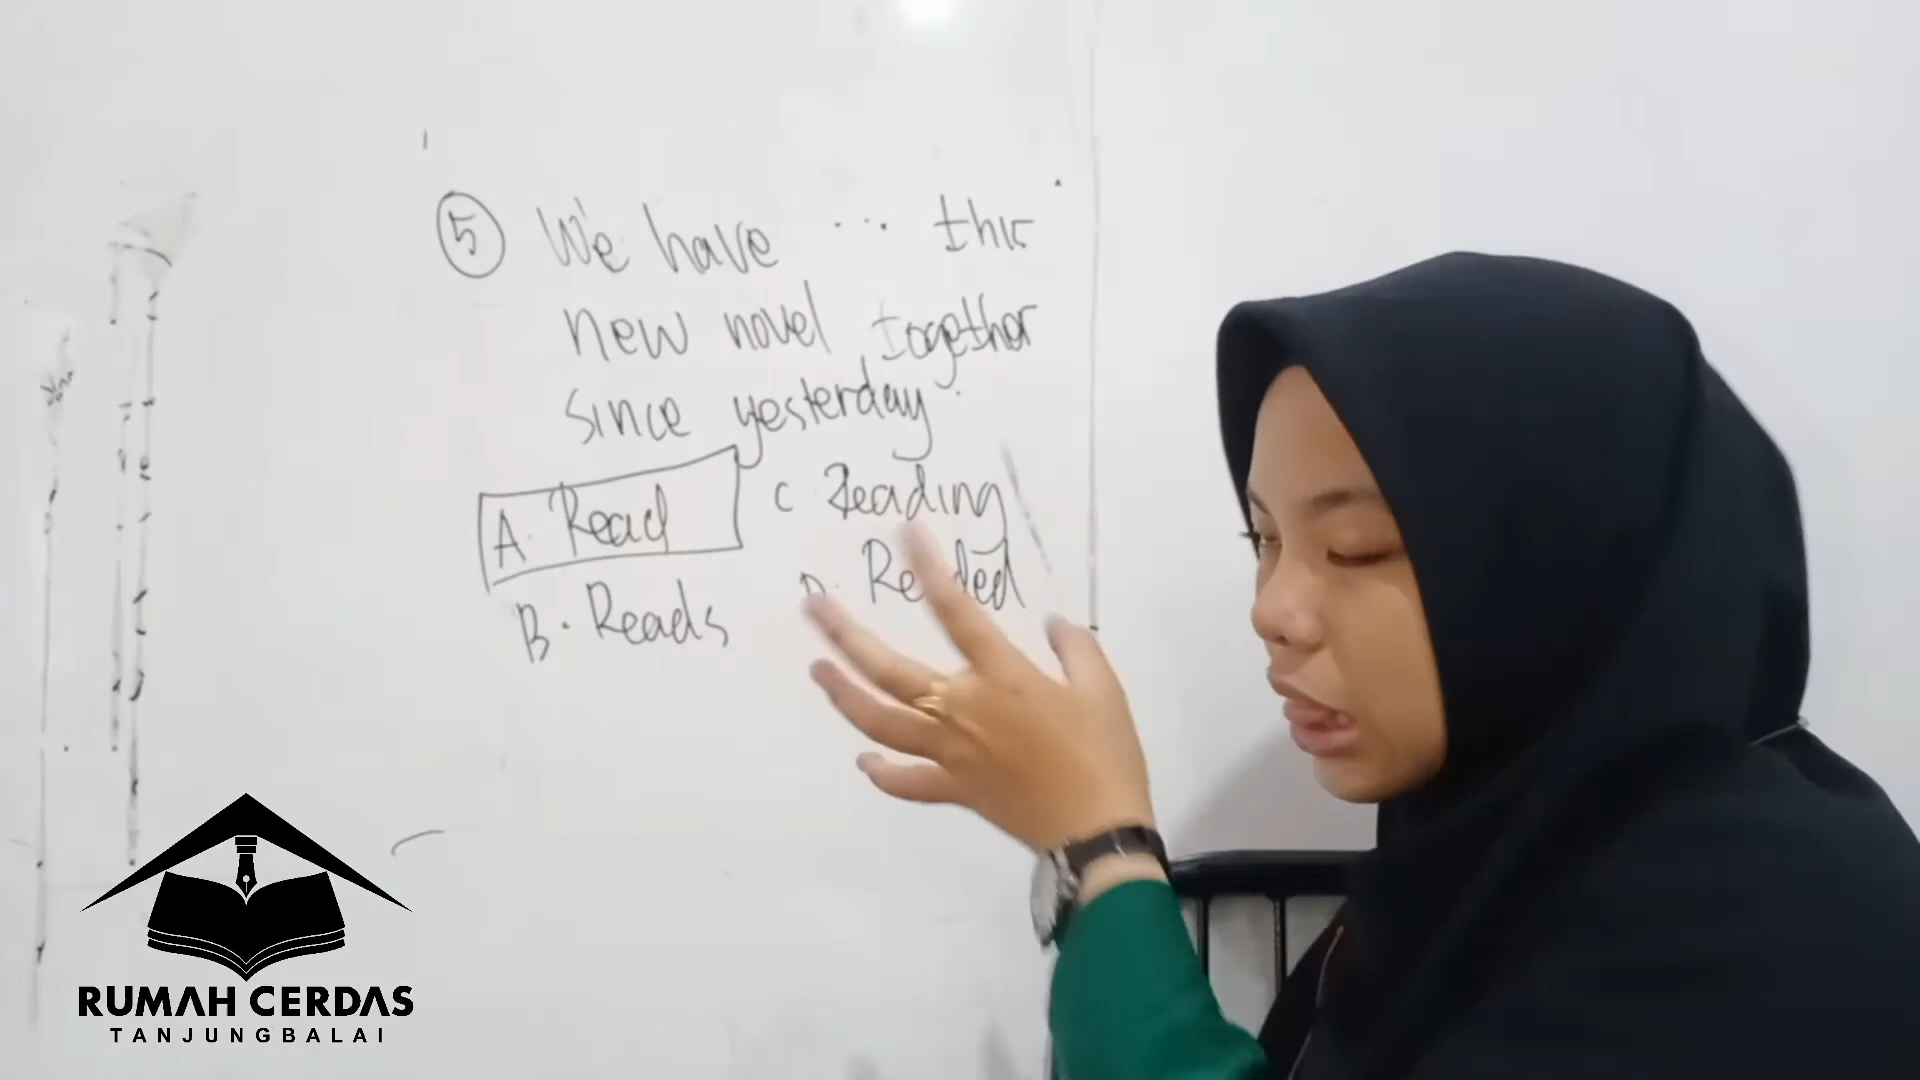 5 We have ... this
new novel together
since yesterday.
A. Read
B. Reads
C Reading
D. Readed
RUMAH CERDAS
TANJUNGBALAI